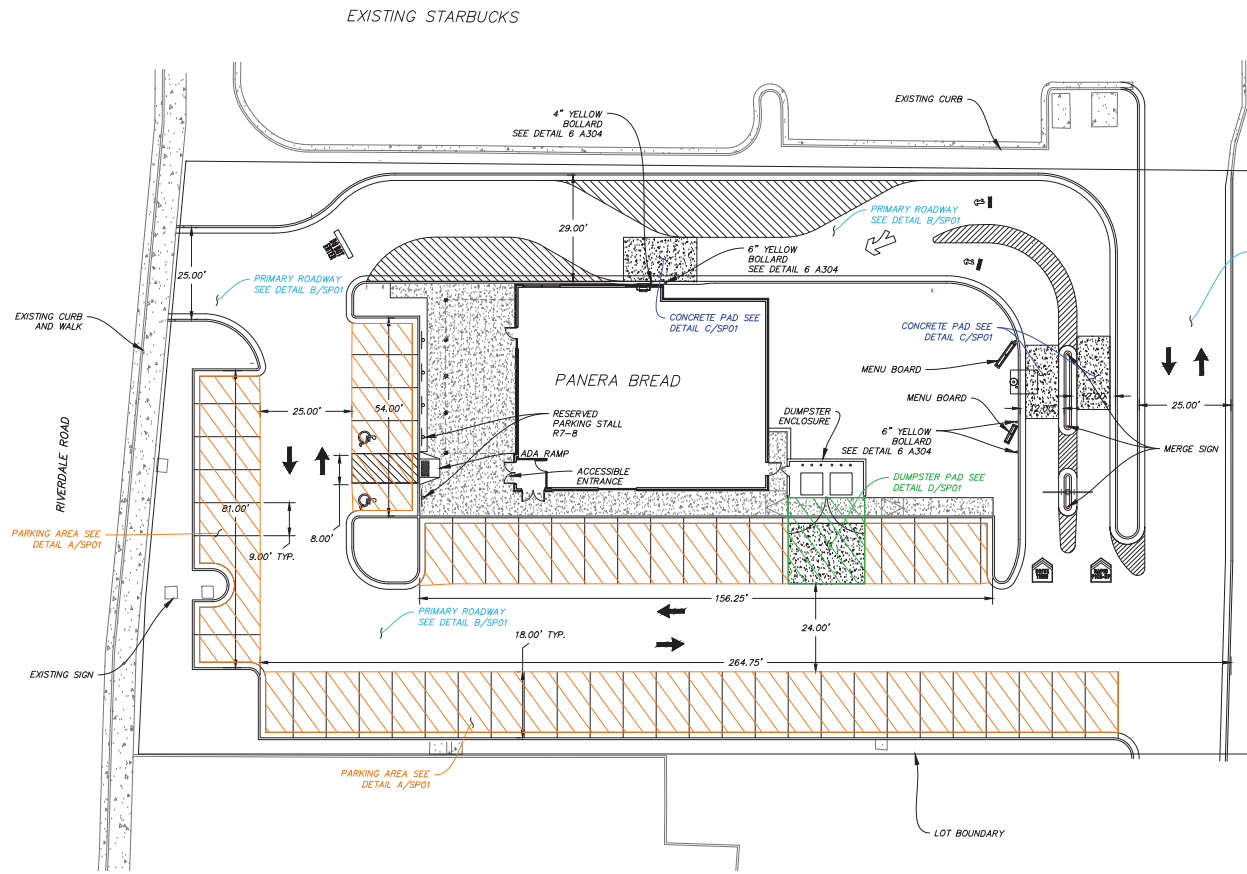 EXISTING STARBUCKS
EXISTING CURB
4" YELLOW
BOLLARD
SEE DETAIL 6 A304
PRIMARY ROADWAY
SEE DETAIL B/SP01
29.00'
6" YELLOW
BOLLARD
SEE DETAIL 6 A304
25.00'
PRIMARY ROADWAY
SEE DETAIL B/SP01
EXISTING CURB
AND WALK
CONCRETE PAD SEE
DETAIL C/SP01
CONCRETE PAD SEE
DETAIL C/SP01
MENU BOARD
PANERA BREAD
MENU BOARD
25.00'
54.00'
12.00'
12.00'
25.00'
RESERVED
PARKING STALL
R7-8
DUMPSTER
ENCLOSURE
6" YELLOW
BOLLARD
SEE DETAIL 6 A304
MERGE SIGN
RIVERDALE ROAD
ADA RAMP
ACCESSIBLE
ENTRANCE
DUMPSTER PAD SEE
DETAIL D/SP01
81.00'
PARKING AREA SEE
DETAIL A/SP01
8.00'
9.00' TYP.
DRIVE
THRU
RAPID
PICK-UP
156.25'
PRIMARY ROADWAY
SEE DETAIL B/SP01
24.00'
18.00' TYP.
264.75'
EXISTING SIGN
PARKING AREA SEE
DETAIL A/SP01
LOT BOUNDARY